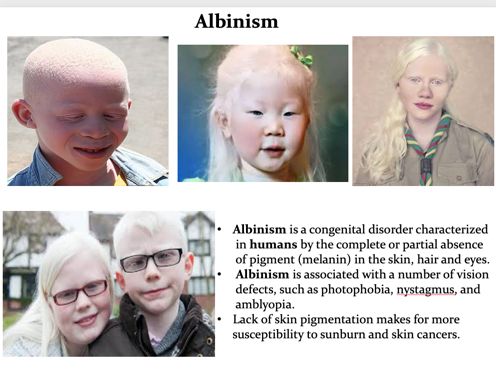 Albinism
• Albinism is a congenital disorder characterized
in humans by the complete or partial absence
of pigment (melanin) in the skin, hair and eyes.
• Albinism is associated with a number of vision
defects, such as photophobia, nystagmus, and
amblyopia.
• Lack of skin pigmentation makes for more
susceptibility to sunburn and skin cancers.